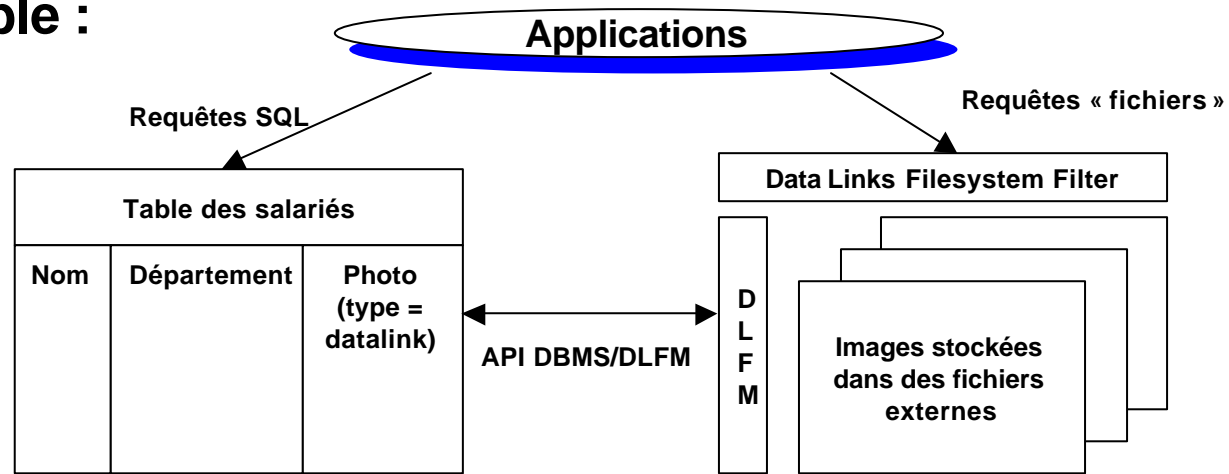 ple :
Applications
Requêtes SQL
Requêtes « fichiers »
Data Links Filesystem Filter
Table des salariés
Nom
Département
Photo
(type =
datalink)
API DBMS/DLFM
D
L
F
M
Images stockées
dans des fichiers
externes